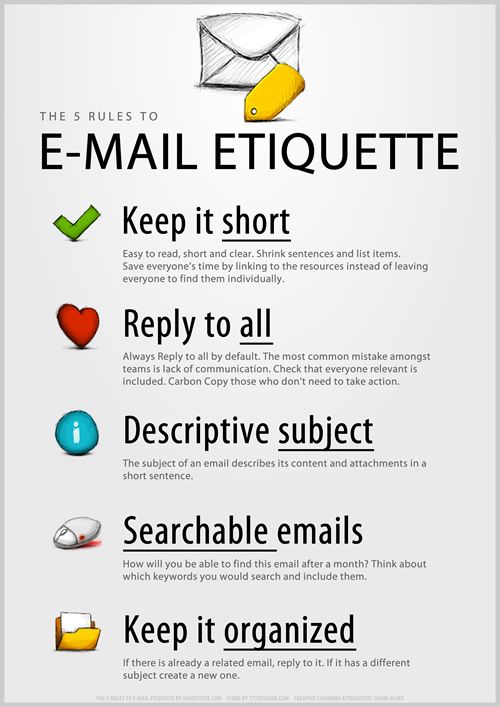 THE 5 RULES TO
E-MAIL ETIQUETTE
Keep it short
Easy to read, short and clear. Shrink sentences and list items.
Save everyone's time by linking to the resources instead of leaving
everyone to find them individually.
Reply to all
Always Reply to all by default. The most common mistake amongst
teams is lack of communication. Check that everyone relevant is
included. Carbon Copy those who don't need to take action.
Descriptive subject
The subject of an email describes its content and attachments in a
short sentence.
Searchable emails
How will you be able to find this email after a month? Think about
which keywords you would search and include them.
Keep it organized
If there is already a related email, reply to it. If it has a different
subject create a new one.
THE 5 RULES TO E-MAIL ETIQUETTE BY ICONS BY CREATIVE COMMONS ATTRIBUTIVE SHARE-ALIKE